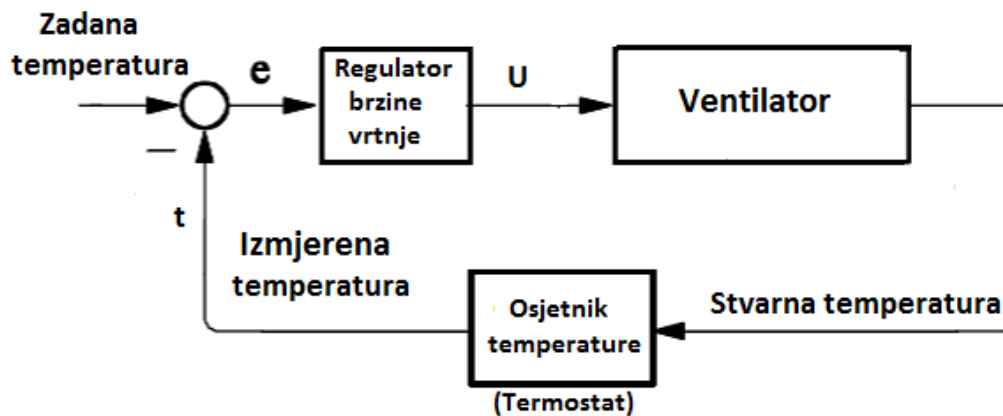 Zadana
temperatura
e
Regulator
brzine
vrtnje
U
Ventilator
–
t
Izmjerena
temperatura
Osjetnik
temperature
(Termostat)
Stvarna temperatura